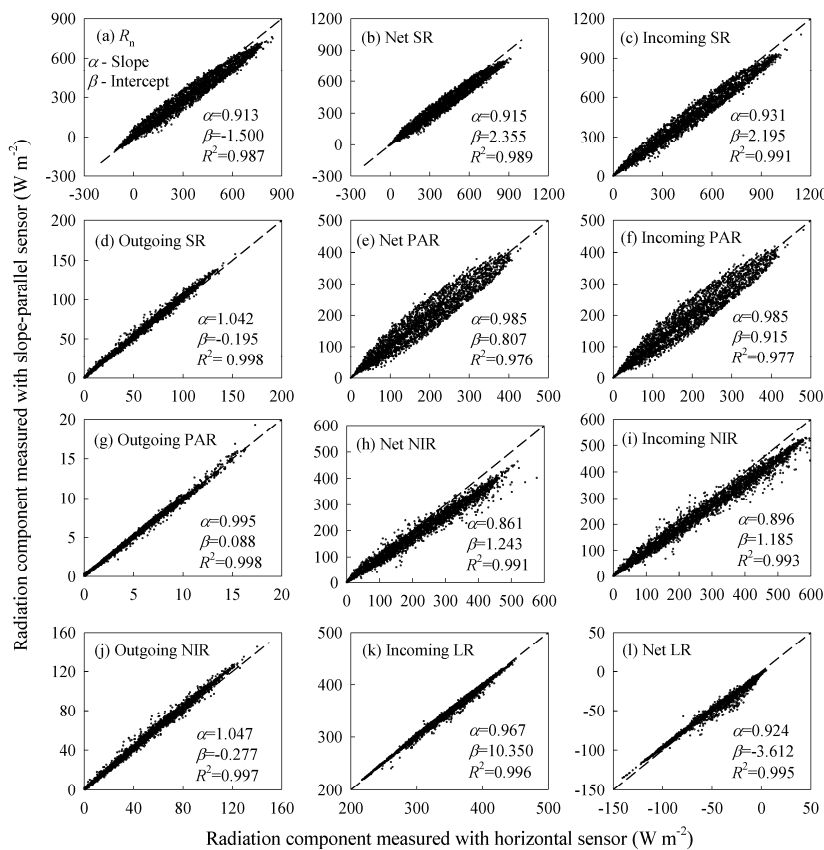 Radiation component measured with slope-parallel sensor (W m⁻²)
900
600
300
0
-300
(a) Rₙ
α - Slope
β - Intercept
α=0.913
β=-1.500
R²=0.987
-300 0 300 600 900
1200
900
600
300
0
-300
(b) Net SR
α=0.915
β=2.355
R²=0.989
-300 0 300 600 900 1200
1200
900
600
300
0
(c) Incoming SR
α=0.931
β=2.195
R²=0.991
0 300 600 900 1200
200
150
100
50
0
(d) Outgoing SR
α=1.042
β=-0.195
R²= 0.998
0 50 100 150 200
500
400
300
200
100
0
(e) Net PAR
α=0.985
β=0.807
R²=0.976
0 100 200 300 400 500
500
400
300
200
100
0
(f) Incoming PAR
α=0.985
β=0.915
R²=0.977
0 100 200 300 400 500
20
15
10
5
0
(g) Outgoing PAR
α=0.995
β=0.088
R²=0.998
0 5 10 15 20
600
500
400
300
200
100
0
(h) Net NIR
α=0.861
β=1.243
R²=0.991
0 100 200 300 400 500 600
600
500
400
300
200
100
0
(i) Incoming NIR
α=0.896
β=1.185
R²=0.993
0 100 200 300 400 500 600
160
120
80
40
0
(j) Outgoing NIR
α=1.047
β=-0.277
R²=0.997
0 40 80 120 160
500
400
300
200
(k) Incoming LR
α=0.967
β=10.350
R²=0.996
200 300 400 500
50
0
-50
-100
-150
(l) Net LR
α=0.924
β=-3.612
R²=0.995
-150 -100 -50 0 50
Radiation component measured with horizontal sensor (W m⁻²)